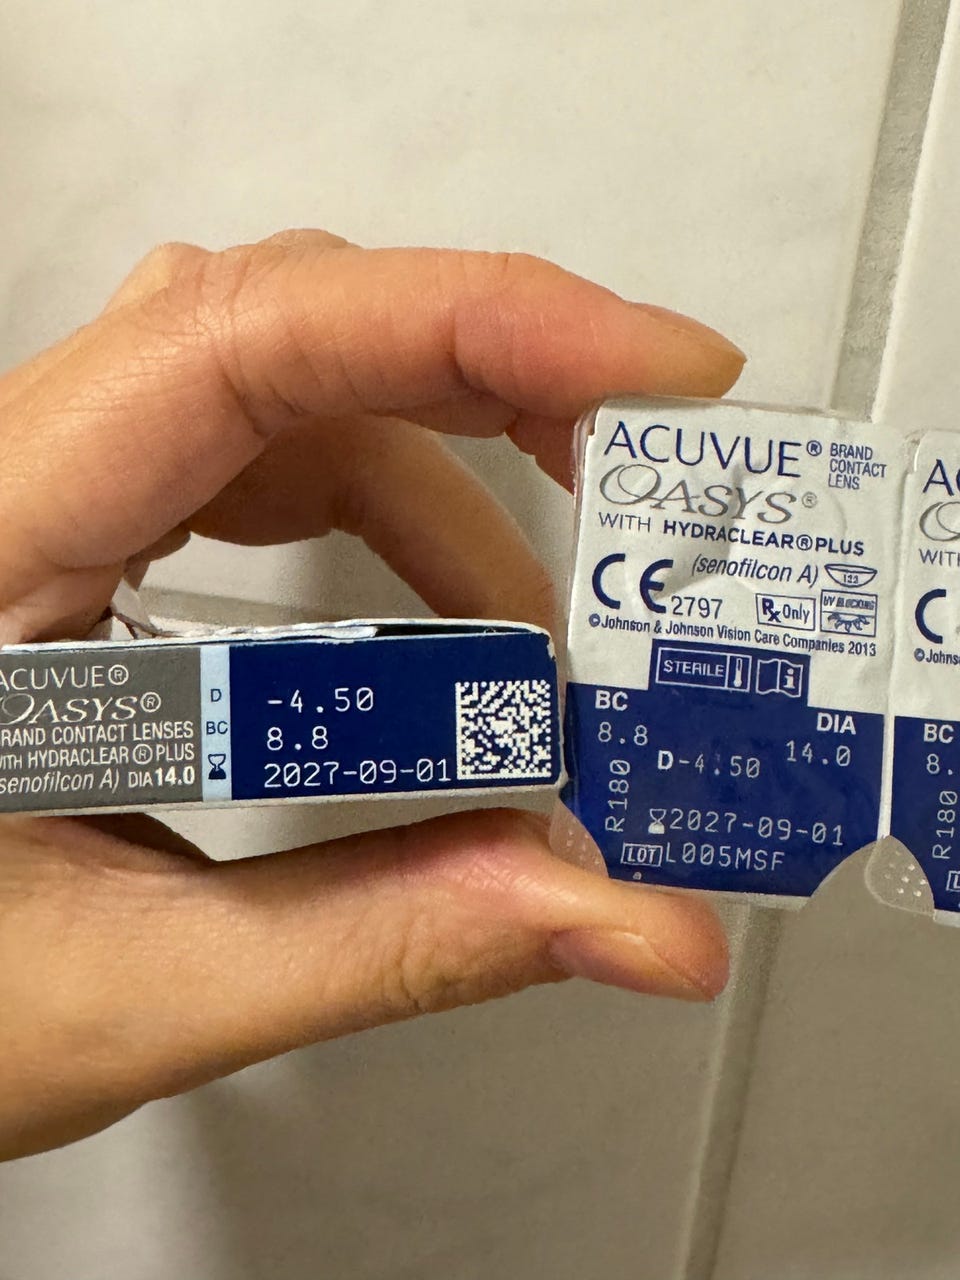 ACUVUE®
OASYS®
BRAND CONTACT LENSES
WITH HYDRACLEAR®PLUS
(senofilcon A) DIA14.0
D
BC
-4.50
8.8
2027-09-01
ACUVUE® BRAND
CONTACT
LENS
OASYS®
WITH HYDRACLEAR®PLUS
(senofilcon A)
123
CE 2797
Rx Only
UV BLOCKING
©Johnson & Johnson Vision Care Companies 2013
STERILE
i
BC
8.8
DIA
14.0
D-4.50
R180
2027-09-01
LOT L005MSF
AC
WITH
C
©Johns
BC
8.
R180